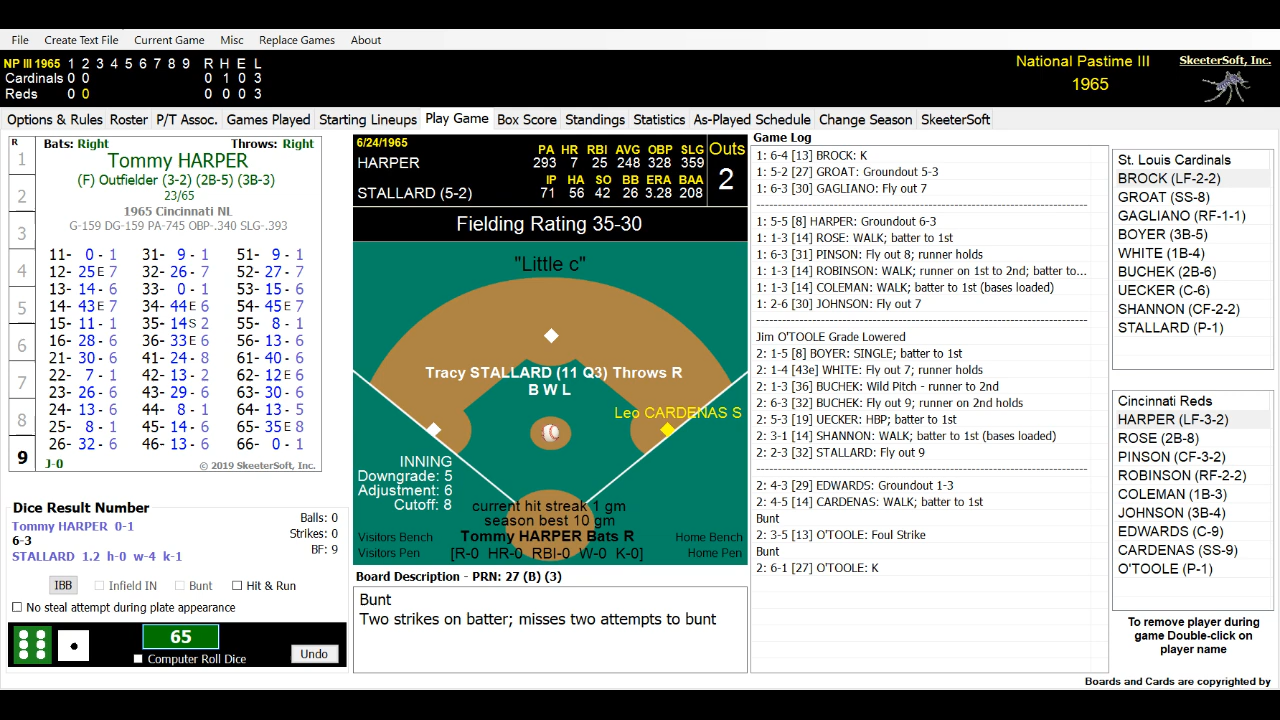 File Create Text File Current Game Misc Replace Games About
NP III 1965 1 2 3 4 5 6 7 8 9 R H E L
Cardinals 0 0 0 1 0 3
Reds 0 0 0 0 0 3
National Pastime III
1965
SkeeterSoft, Inc.
Options & Rules Roster P/T Assoc. Games Played Starting Lineups Play Game Box Score Standings Statistics As-Played Schedule Change Season SkeeterSoft
R
1
2
3
4
5
6
7
8
9
Bats: Right Throws: Right
Tommy HARPER
(F) Outfielder (3-2) (2B-5) (3B-3)
23/65
1965 Cincinnati NL
G-159 DG-159 PA-745 OBP-.340 SLG-.393
11- 0 - 1 31- 9 - 1 51- 9 - 1
12- 25 E 7 32- 26 - 7 52- 27 - 7
13- 14 - 6 33- 0 - 1 53- 15 - 6
14- 43 E 7 34- 44 E 6 54- 45 E 7
15- 11 - 1 35- 14 S 2 55- 8 - 1
16- 28 - 6 36- 33 E 6 56- 13 - 6
21- 30 - 6 41- 24 - 8 61- 40 - 6
22- 7 - 1 42- 13 - 2 62- 12 E 6
23- 26 - 6 43- 29 - 6 63- 30 - 6
24- 13 - 6 44- 8 - 1 64- 13 - 5
25- 8 - 1 45- 14 - 6 65- 35 E 8
26- 32 - 6 46- 13 - 6 66- 0 - 1
J-0 © 2019 SkeeterSoft, Inc.
Dice Result Number
Tommy HARPER 0-1
6-3
STALLARD 1.2 h-0 w-4 k-1
Balls: 0
Strikes: 0
BF: 9
IBB Infield IN Bunt Hit & Run
No steal attempt during plate appearance
65
Computer Roll Dice
Undo
6/24/1965 PA HR RBI AVG OBP SLG
HARPER 293 7 25 248 328 359
IP HA SO BB ERA BAA
STALLARD (5-2) 71 56 42 26 3.28 208
Outs
2
Fielding Rating 35-30
"Little c"
Tracy STALLARD (11 Q3) Throws R
B W L
Leo CARDENAS S
INNING
Downgrade: 5
Adjustment: 6
Cutoff: 8
current hit streak 1 gm
season best 10 gm
Visitors Bench Tommy HARPER Bats R Home Bench
Visitors Pen [R-0 HR-0 RBI-0 W-0 K-0] Home Pen
Board Description - PRN: 27 (B) (3)
Bunt
Two strikes on batter; misses two attempts to bunt
Game Log
1: 6-4 [13] BROCK: K
1: 5-2 [27] GROAT: Groundout 5-3
1: 6-3 [30] GAGLIANO: Fly out 7
1: 5-5 [8] HARPER: Groundout 6-3
1: 1-3 [14] ROSE: WALK; batter to 1st
1: 6-3 [31] PINSON: Fly out 8; runner holds
1: 1-3 [14] ROBINSON: WALK; runner on 1st to 2nd; batter to...
1: 1-3 [14] COLEMAN: WALK; batter to 1st (bases loaded)
1: 2-6 [30] JOHNSON: Fly out 7
Jim O'TOOLE Grade Lowered
2: 1-5 [8] BOYER: SINGLE; batter to 1st
2: 1-4 [43e] WHITE: Fly out 7; runner holds
2: 1-3 [36] BUCHEK: Wild Pitch - runner to 2nd
2: 6-3 [32] BUCHEK: Fly out 9; runner on 2nd holds
2: 5-3 [19] UECKER: HBP; batter to 1st
2: 3-1 [14] SHANNON: WALK; batter to 1st (bases loaded)
2: 2-3 [32] STALLARD: Fly out 9
2: 4-3 [29] EDWARDS: Groundout 1-3
2: 4-5 [14] CARDENAS: WALK; batter to 1st
Bunt
2: 3-5 [13] O'TOOLE: Foul Strike
Bunt
2: 6-1 [27] O'TOOLE: K
St. Louis Cardinals
BROCK (LF-2-2)
GROAT (SS-8)
GAGLIANO (RF-1-1)
BOYER (3B-5)
WHITE (1B-4)
BUCHEK (2B-6)
UECKER (C-6)
SHANNON (CF-2-2)
STALLARD (P-1)
Cincinnati Reds
HARPER (LF-3-2)
ROSE (2B-8)
PINSON (CF-3-2)
ROBINSON (RF-2-2)
COLEMAN (1B-3)
JOHNSON (3B-4)
EDWARDS (C-9)
CARDENAS (SS-9)
O'TOOLE (P-1)
To remove player during
game Double-click on
player name
Boards and Cards are copyrighted by